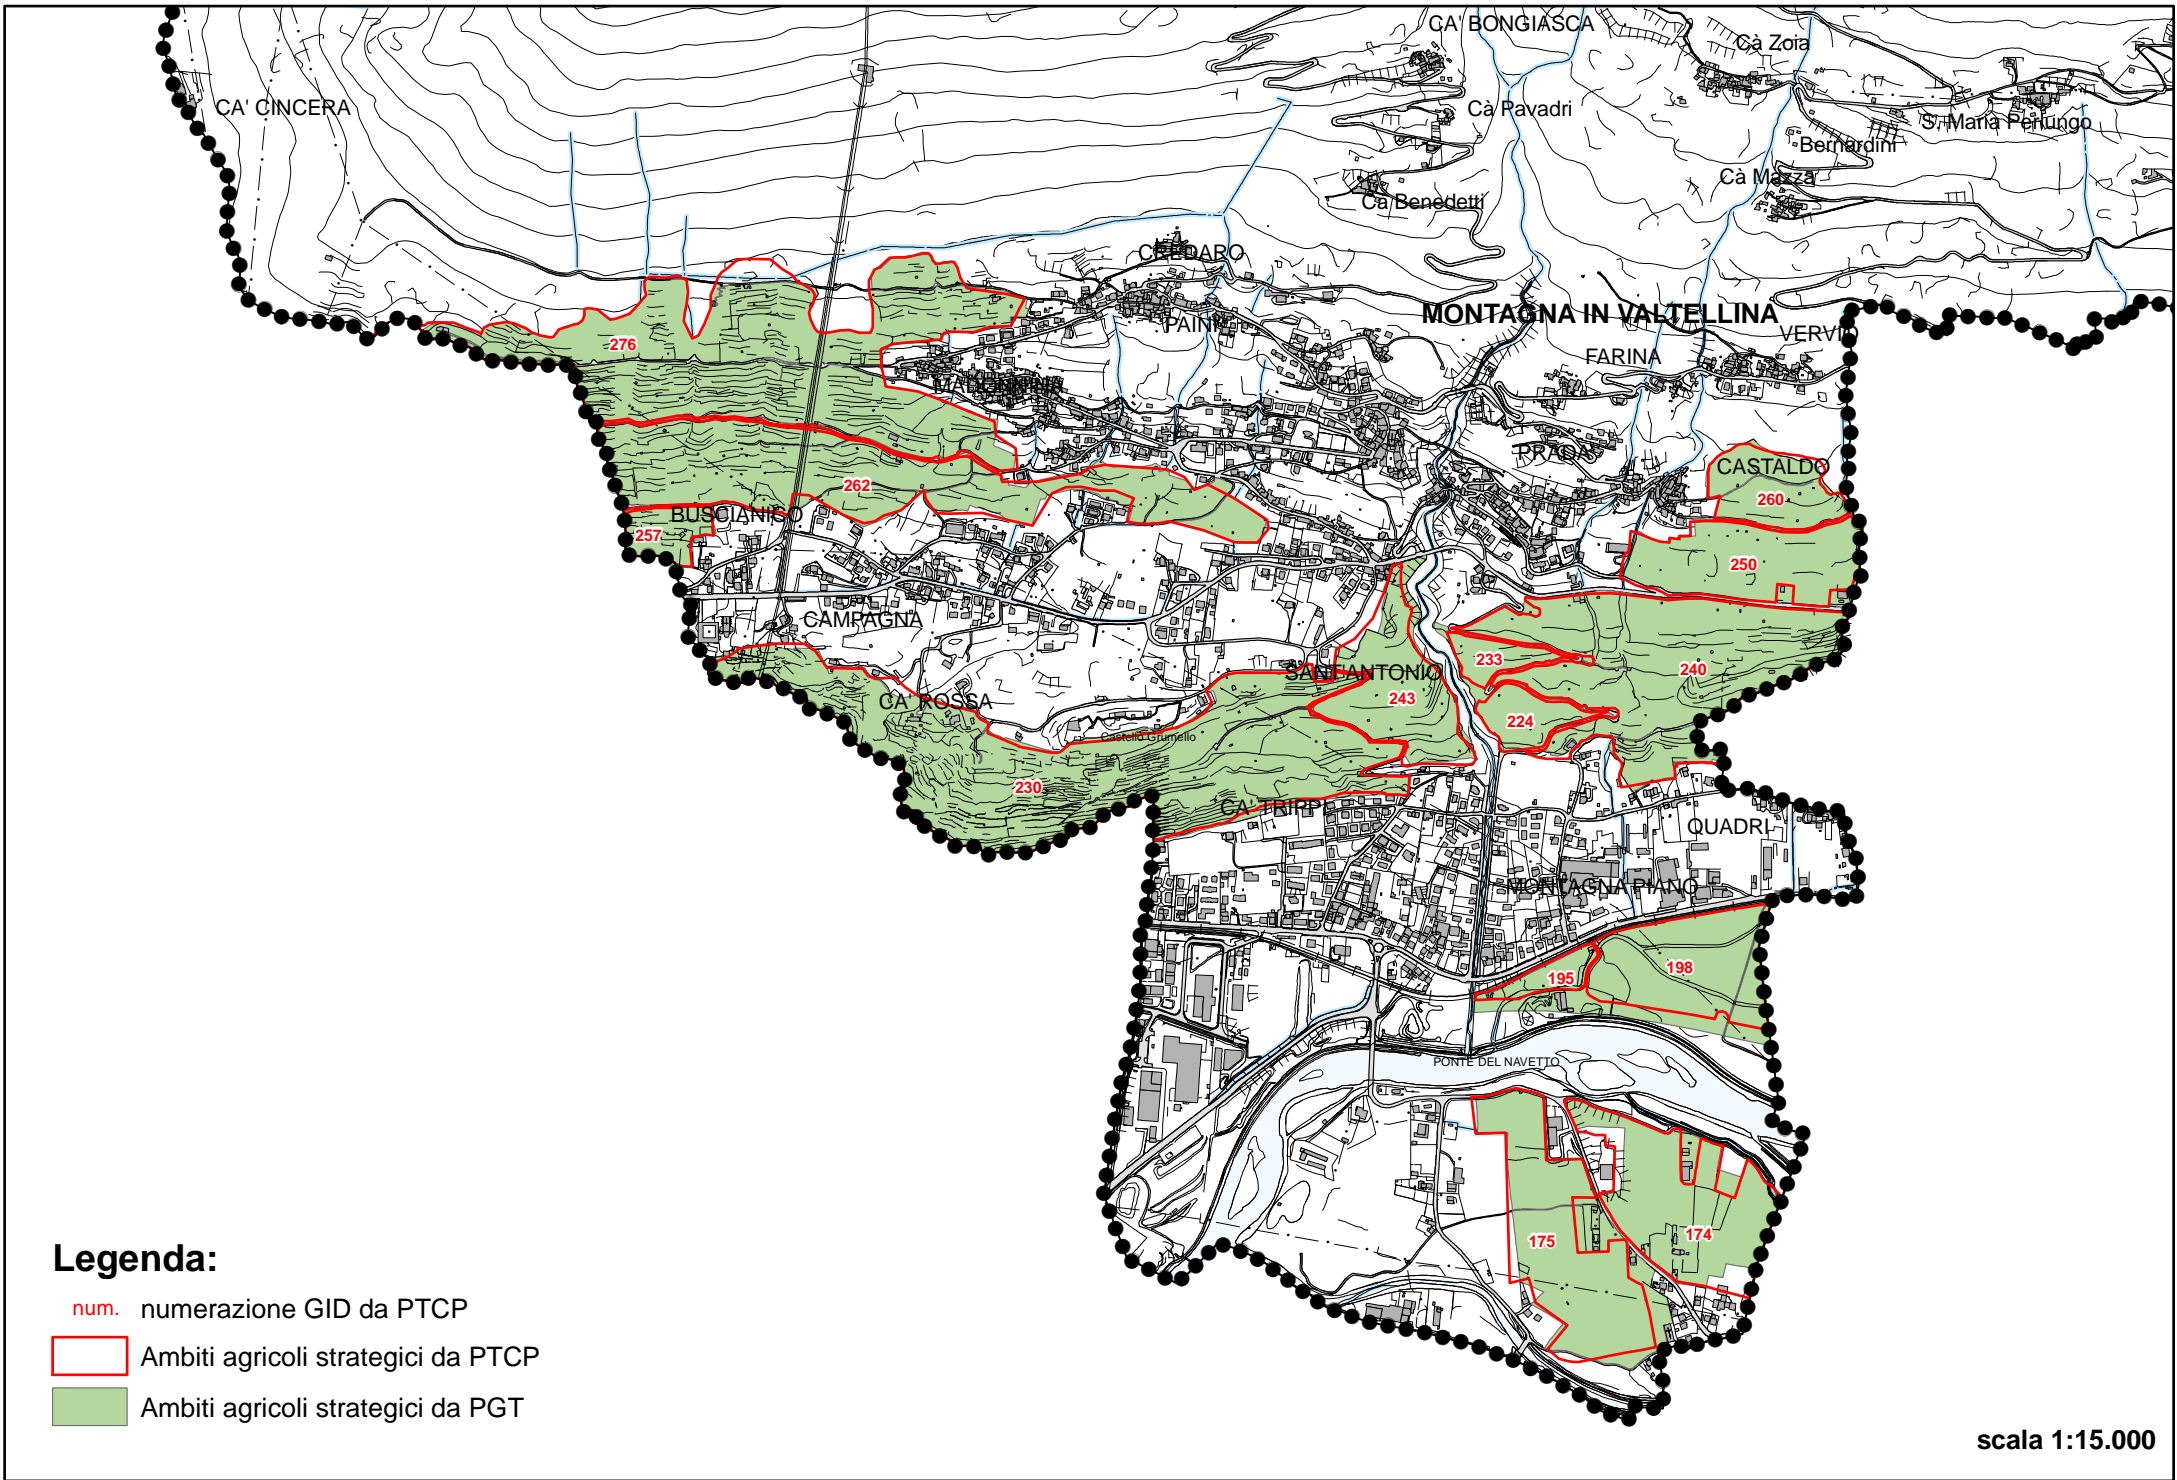 CA' BONGIASCA
Cà Zoia
CA' CINCERA
Cà Pavadri
S. Maria Perlungo
Bernardini
Cà Mazza
Cà Benedetti
CREDARO
MONTAGNA IN VALTELLINA
PAINI
VERVIO
276
FARINA
MADONNINA
PRADA
CASTALDO
262
260
BUSCIANICO
257
250
CAMPAGNA
233
SANT'ANTONIO
240
243
CA' ROSSA
224
Castello Grumello
230
CA' TRIPPI
QUADRI
MONTAGNA PIANO
198
195
PONTE DEL NAVETTO
174
175
Legenda:
num. numerazione GID da PTCP
Ambiti agricoli strategici da PTCP
Ambiti agricoli strategici da PGT
scala 1:15.000